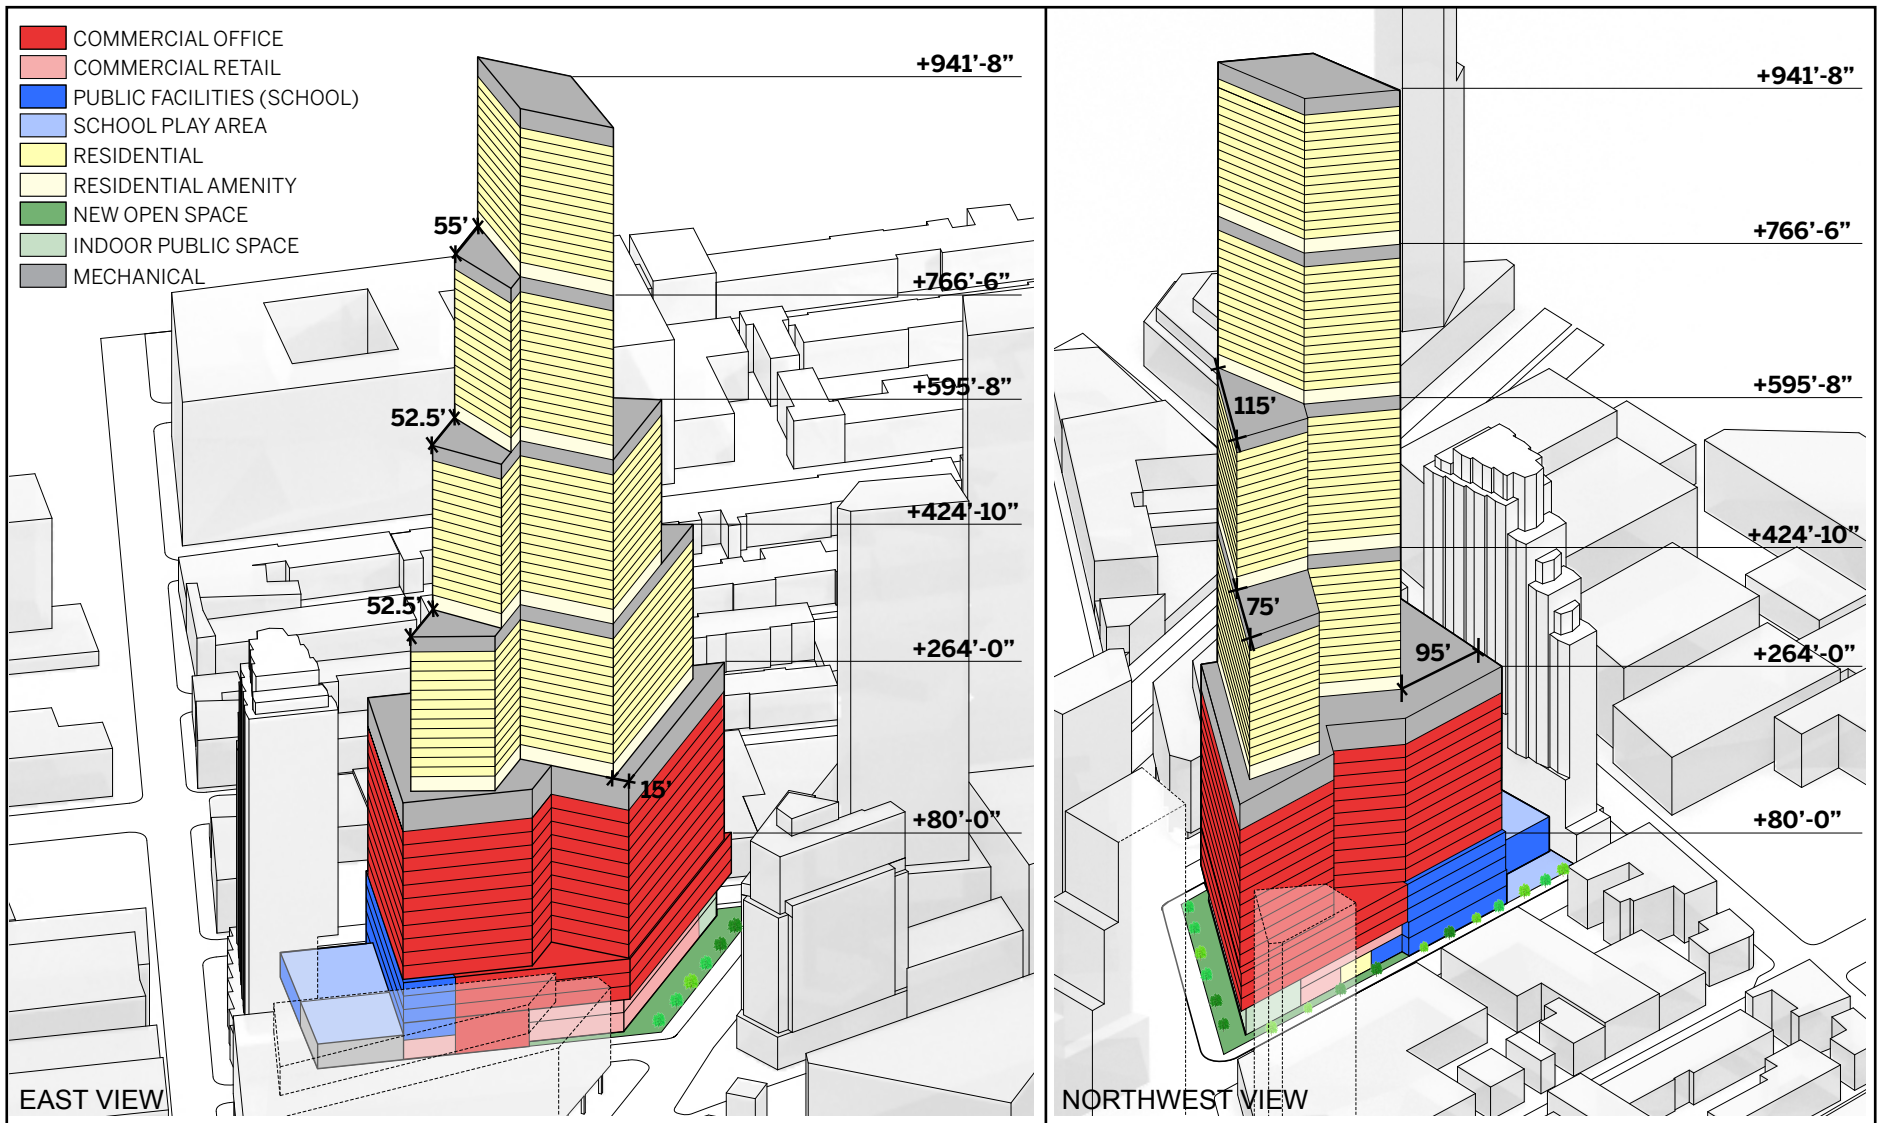 COMMERCIAL OFFICE
COMMERCIAL RETAIL
PUBLIC FACILITIES (SCHOOL)
SCHOOL PLAY AREA
RESIDENTIAL
RESIDENTIAL AMENITY
NEW OPEN SPACE
INDOOR PUBLIC SPACE
MECHANICAL
+941'-8"
55'
+766'-6"
+595'-8"
52.5'
+424'-10"
52.5'
+264'-0"
15'
+80'-0"
EAST VIEW
+941'-8"
+766'-6"
+595'-8"
115'
+424'-10"
75'
95'
+264'-0"
+80'-0"
NORTHWEST VIEW